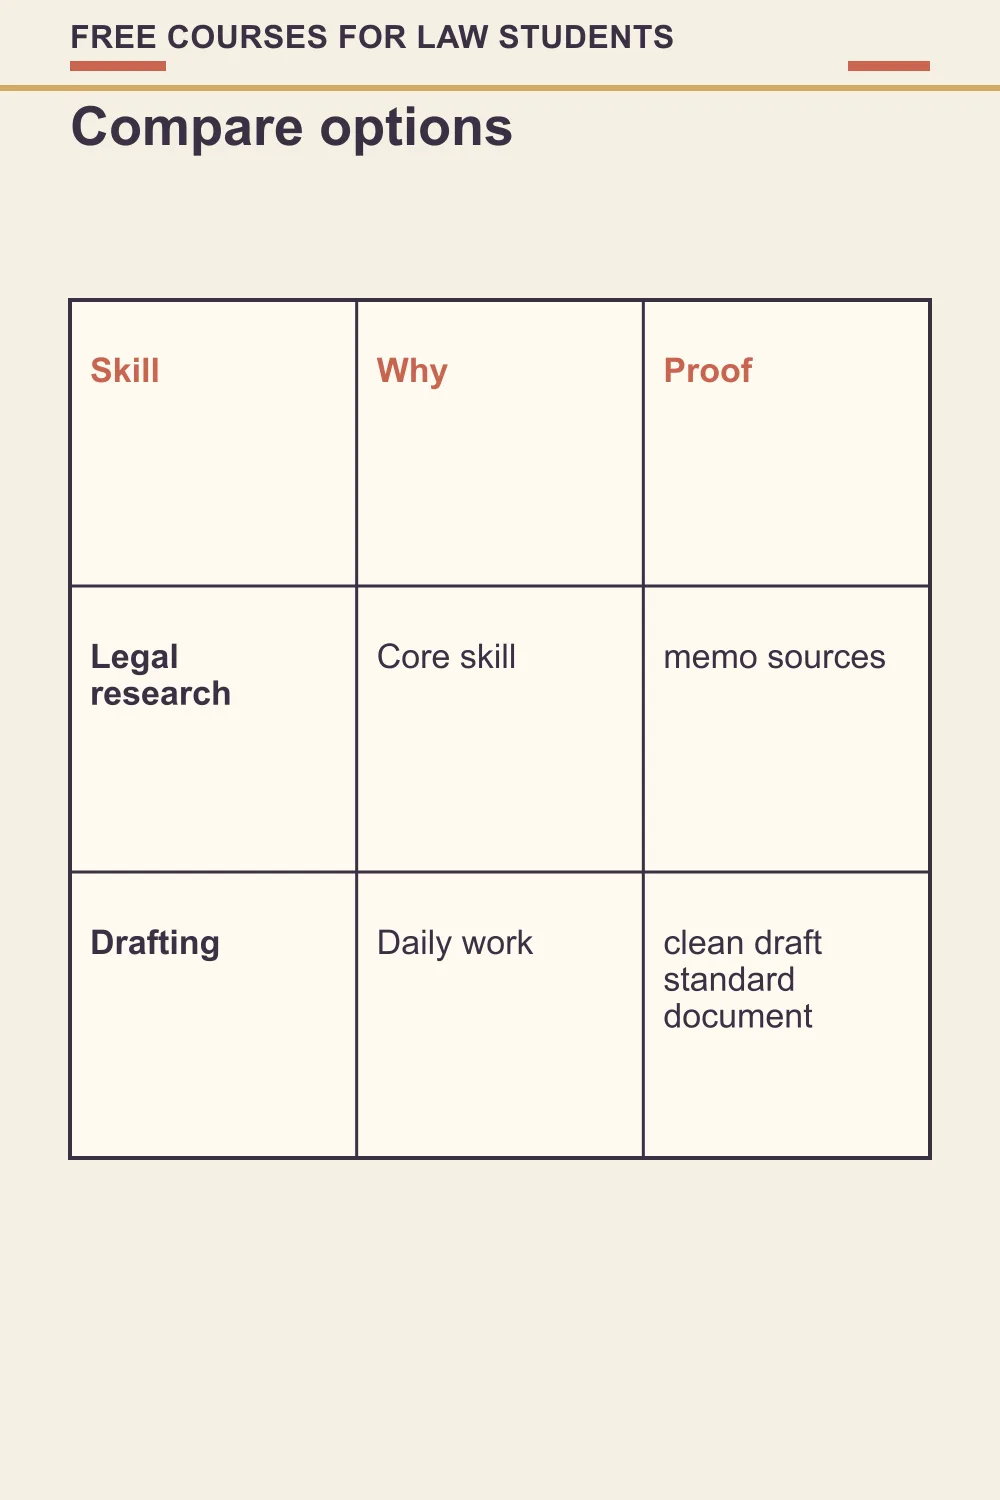 FREE COURSES FOR LAW STUDENTS
Compare options
Skill
Why
Proof
Legal
research
Core skill
memo sources
Drafting
Daily work
clean draft
standard
document